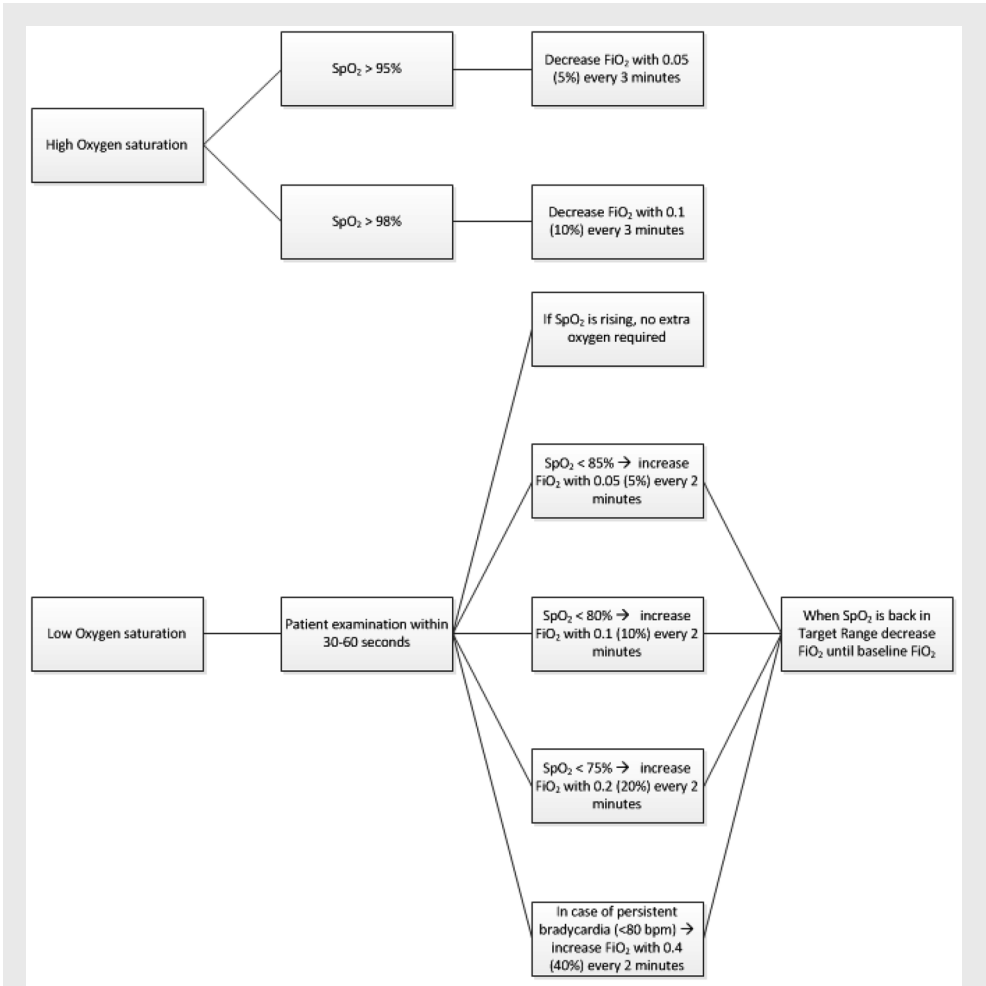 SpO₂ > 95%
Decrease FiO₂ with 0.05
(5%) every 3 minutes
High Oxygen saturation
SpO₂ > 98%
Decrease FiO₂ with 0.1
(10%) every 3 minutes
If SpO₂ is rising, no extra
oxygen required
SpO₂ < 85% → increase
FiO₂ with 0.05 (5%) every 2
minutes
Low Oxygen saturation
Patient examination within
30-60 seconds
SpO₂ < 80% → increase
FiO₂ with 0.1 (10%) every 2
minutes
When SpO₂ is back in
Target Range decrease
FiO₂ until baseline FiO₂
SpO₂ < 75% → increase
FiO₂ with 0.2 (20%) every 2
minutes
In case of persistent
bradycardia (<80 bpm) →
increase FiO₂ with 0.4
(40%) every 2 minutes